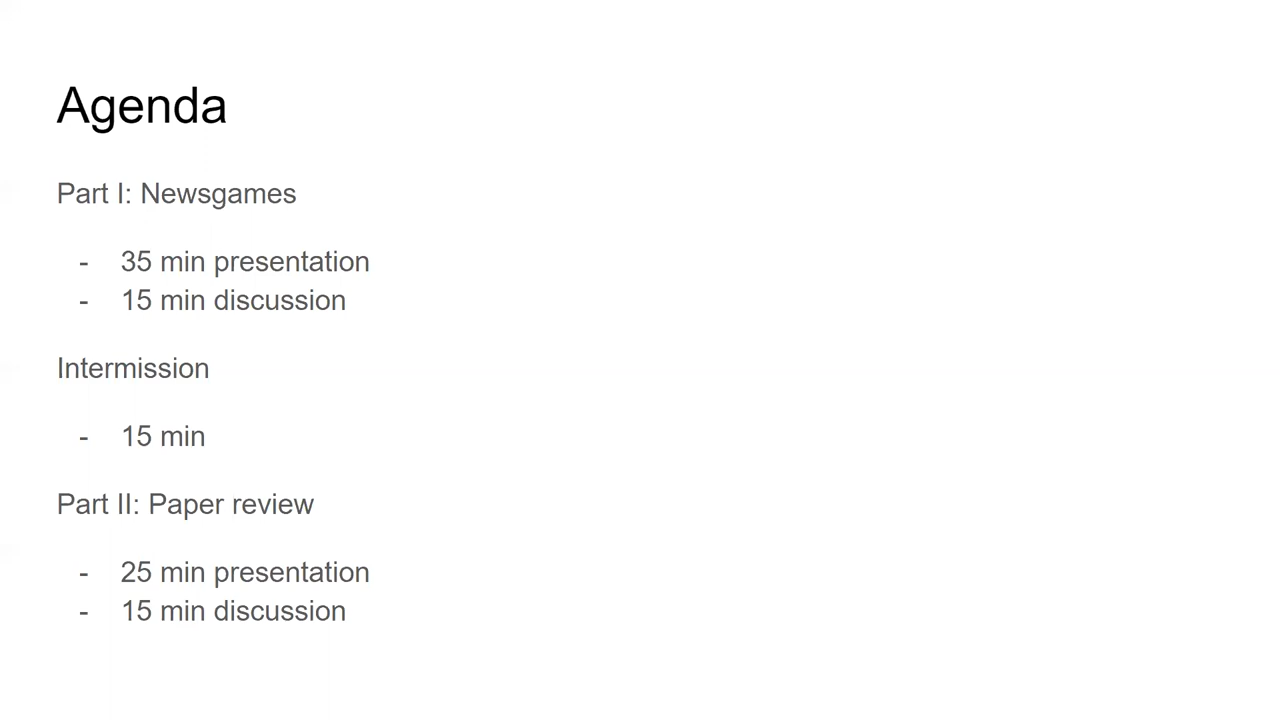 Agenda
Part I: Newsgames
- 35 min presentation
- 15 min discussion
Intermission
- 15 min
Part II: Paper review
- 25 min presentation
- 15 min discussion